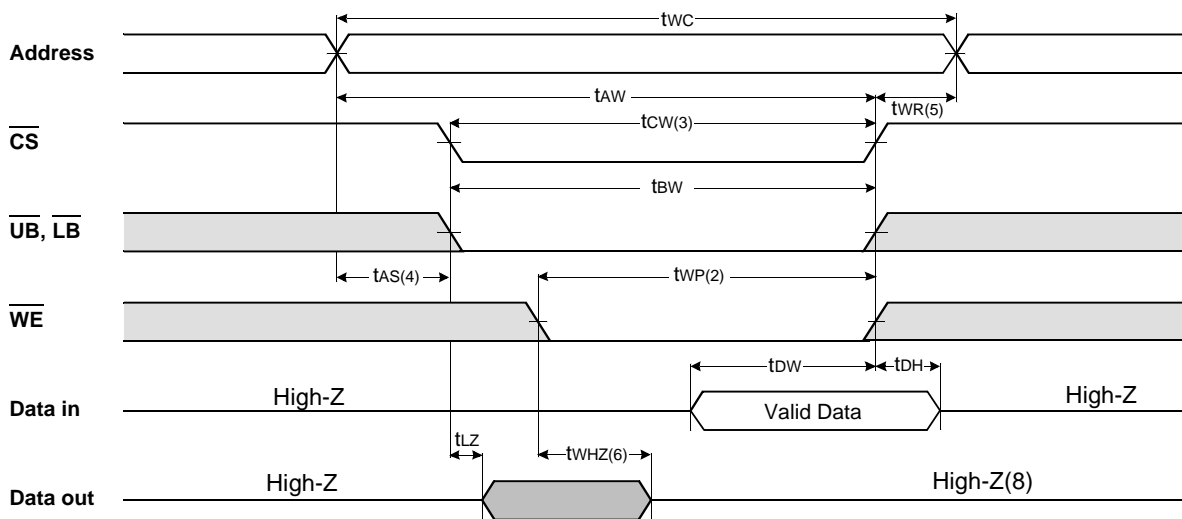 tWC
Address
tAW
tWR(5)
CS
tCW(3)
tBW
UB, LB
tAS(4)
tWP(2)
WE
tDW
tDH
Data in
High-Z
Valid Data
High-Z
tLZ
tWHZ(6)
Data out
High-Z
High-Z(8)